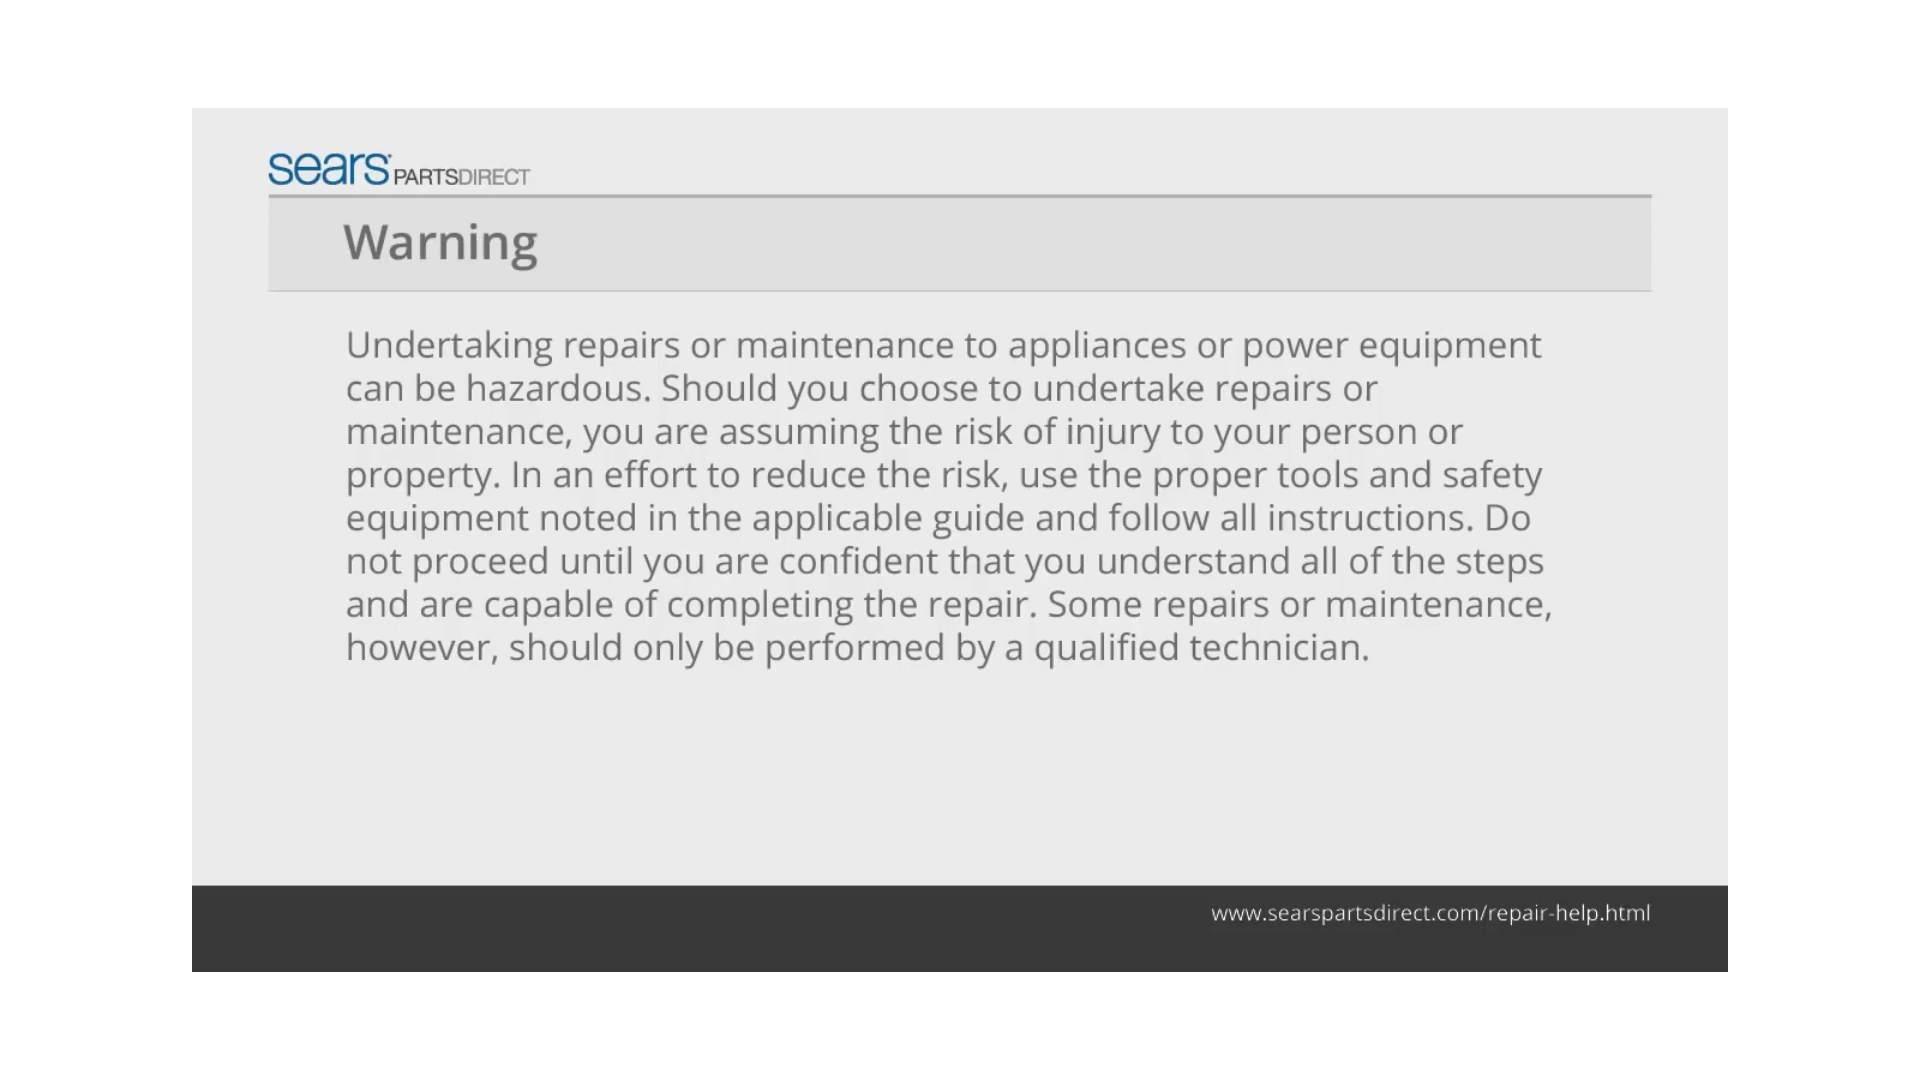 sears PARTSDIRECT
Warning
Undertaking repairs or maintenance to appliances or power equipment
can be hazardous. Should you choose to undertake repairs or
maintenance, you are assuming the risk of injury to your person or
property. In an effort to reduce the risk, use the proper tools and safety
equipment noted in the applicable guide and follow all instructions. Do
not proceed until you are confident that you understand all of the steps
and are capable of completing the repair. Some repairs or maintenance,
however, should only be performed by a qualified technician.
www.searspartsdirect.com/repair-help.html